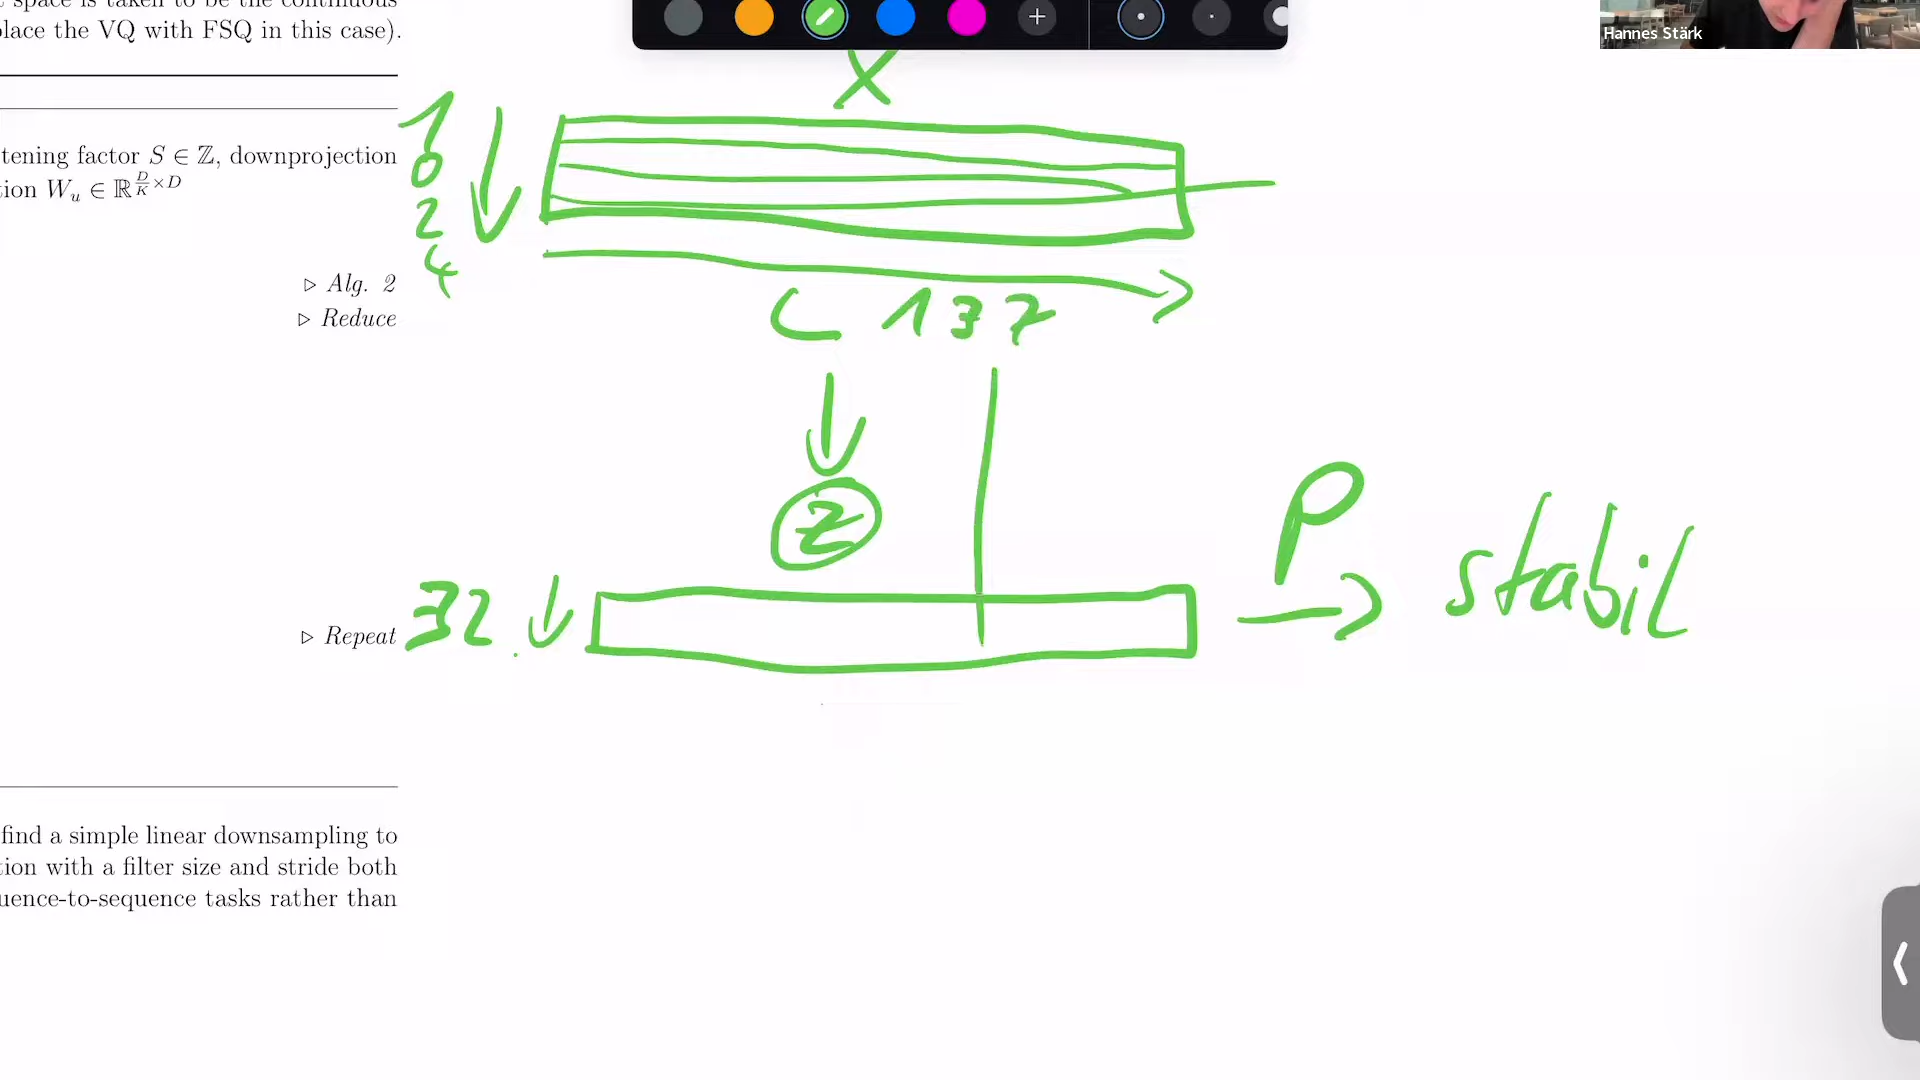 space is taken to be the continuous
lace the VQ with FSQ in this case).
Hannes Stärk
X
tening factor S ∈ ℤ, downprojection
ion W_u ∈ ℝ^{D/K × D}
1
0
2
4
▷ Alg. 2
▷ Reduce
L 137
Z
P
→ stabil
▷ Repeat
32
find a simple linear downsampling to
tion with a filter size and stride both
uence-to-sequence tasks rather than